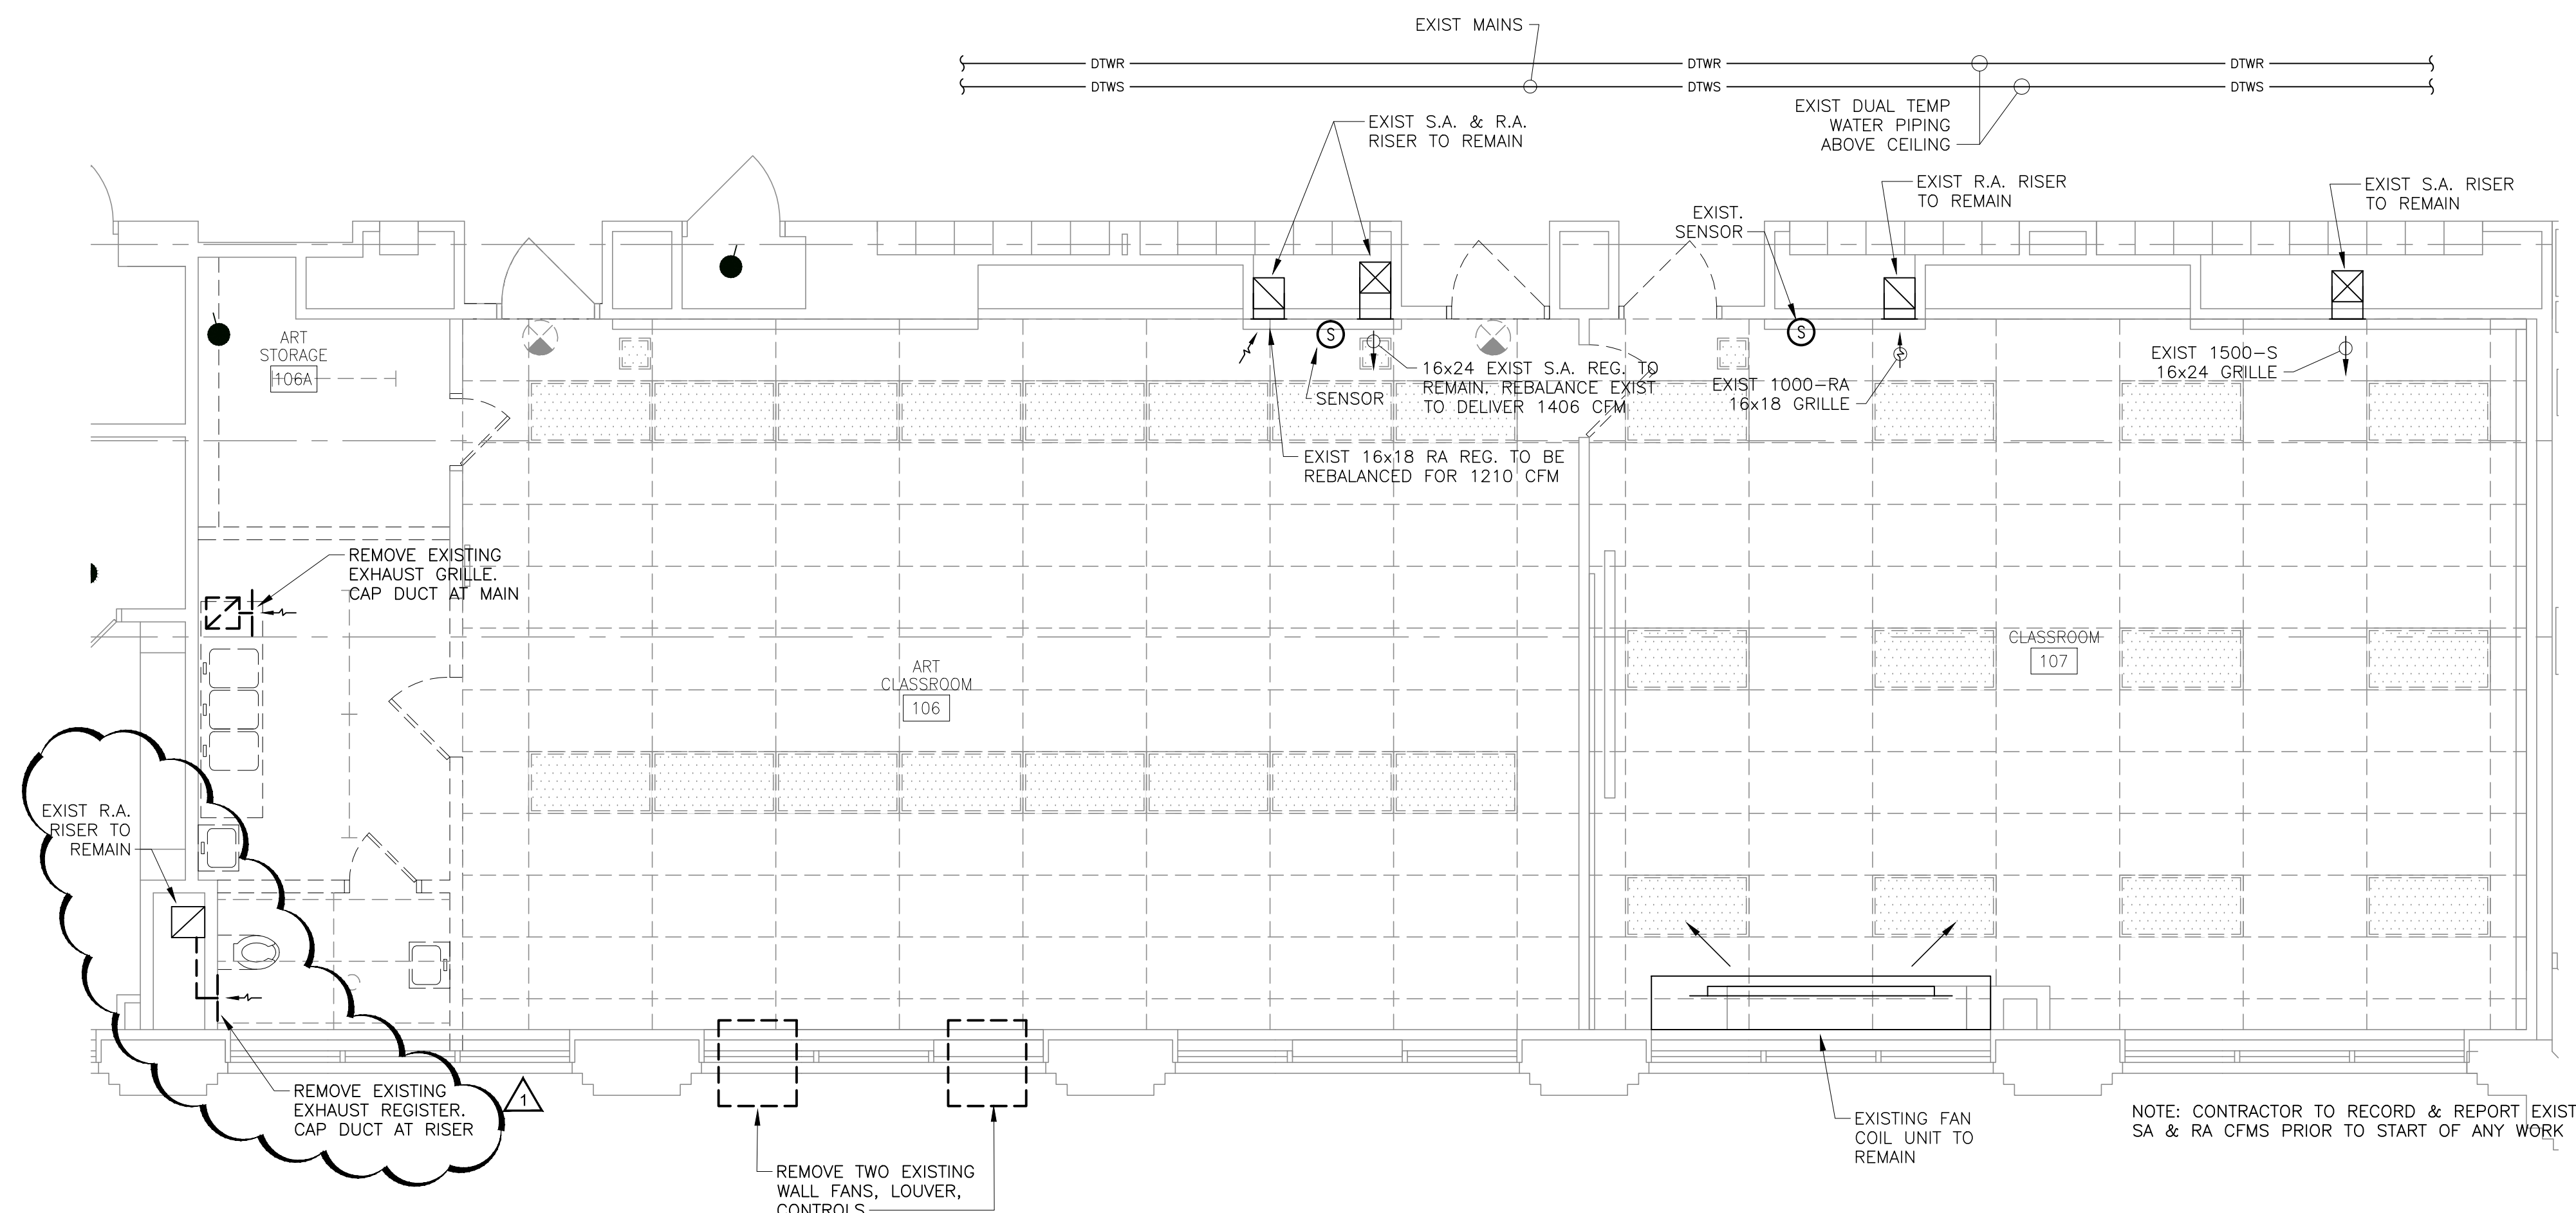 EXIST MAINS
DTWR DTWR DTWR
DTWS DTWS DTWS
EXIST DUAL TEMP
WATER PIPING
ABOVE CEILING
EXIST S.A. & R.A.
RISER TO REMAIN
EXIST R.A. RISER
TO REMAIN
EXIST S.A. RISER
TO REMAIN
EXIST.
SENSOR
S
S
ART
STORAGE
106A
SENSOR
16x24 EXIST S.A. REG. TO
REMAIN. REBALANCE EXIST
TO DELIVER 1406 CFM
EXIST 1000-RA
16x18 GRILLE
EXIST 1500-S
16x24 GRILLE
EXIST 16x18 RA REG. TO BE
REBALANCED FOR 1210 CFM
REMOVE EXISTING
EXHAUST GRILLE.
CAP DUCT AT MAIN
ART
CLASSROOM
106
CLASSROOM
107
EXIST R.A.
RISER TO
REMAIN
REMOVE EXISTING
EXHAUST REGISTER.
CAP DUCT AT RISER
1
REMOVE TWO EXISTING
WALL FANS, LOUVER,
CONTROLS
EXISTING FAN
COIL UNIT TO
REMAIN
NOTE: CONTRACTOR TO RECORD & REPORT EXIST
SA & RA CFMS PRIOR TO START OF ANY WORK